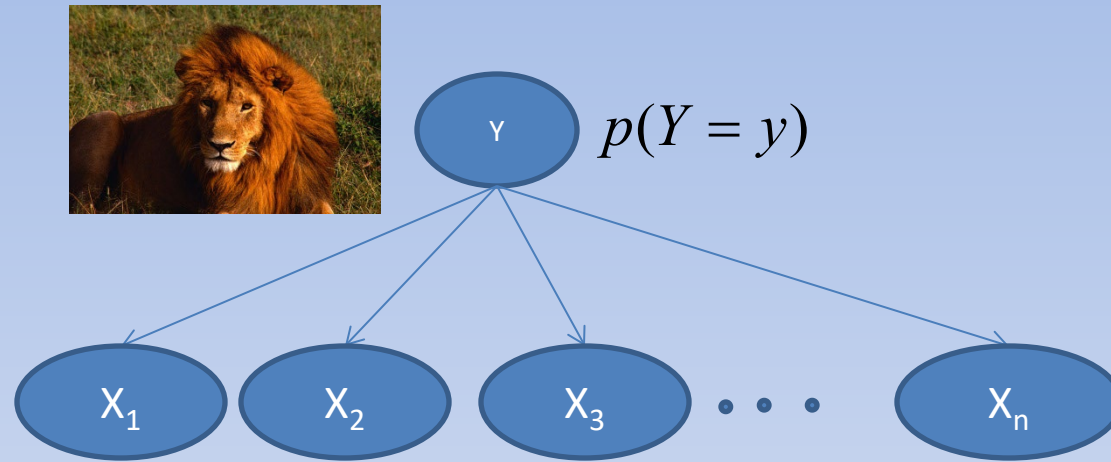 Y
p(Y = y)
X₁ X₂ X₃ • • • Xₙ